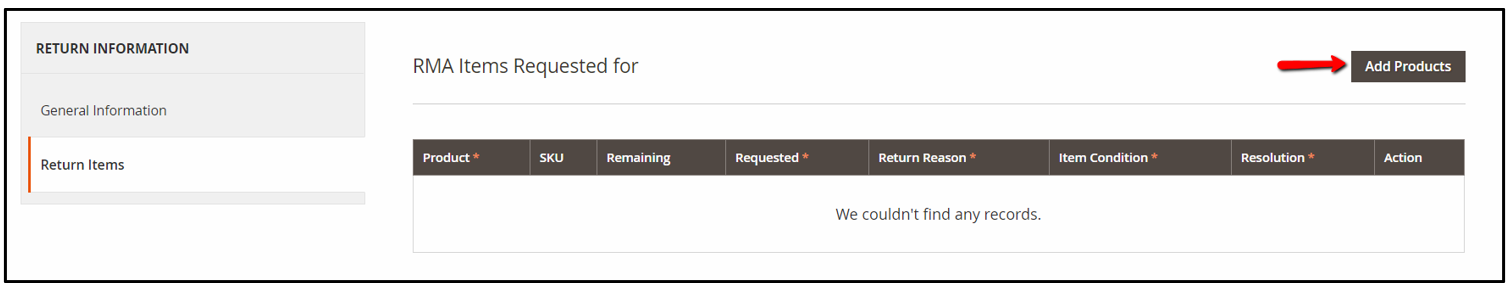 RETURN INFORMATION
General Information
Return Items
RMA Items Requested for
Add Products
Product * SKU Remaining Requested * Return Reason * Item Condition * Resolution * Action
We couldn't find any records.